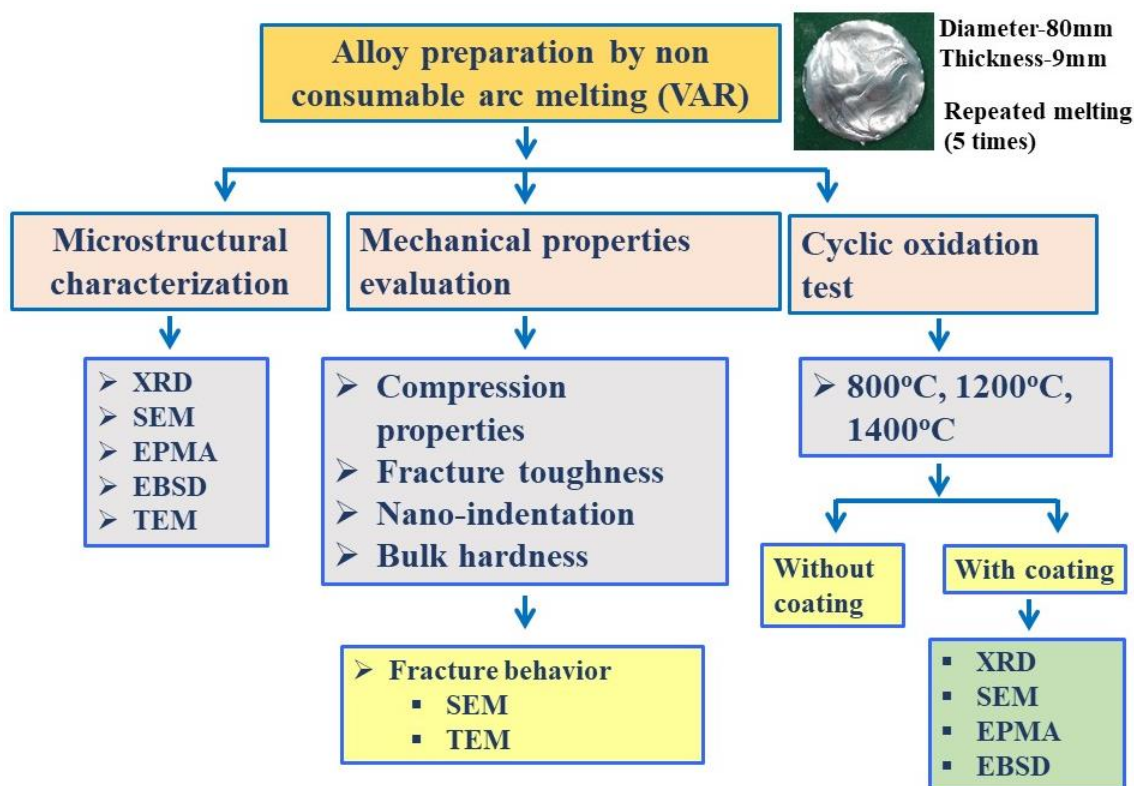 Alloy preparation by non
consumable arc melting (VAR)
Diameter-80mm
Thickness-9mm
Repeated melting
(5 times)
Microstructural
characterization
Mechanical properties
evaluation
Cyclic oxidation
test
➢ XRD
➢ SEM
➢ EPMA
➢ EBSD
➢ TEM
➢ Compression
properties
➢ Fracture toughness
➢ Nano-indentation
➢ Bulk hardness
➢ 800ºC, 1200ºC,
1400ºC
Without
coating
With coating
➢ Fracture behavior
▪ SEM
▪ TEM
▪ XRD
▪ SEM
▪ EPMA
▪ EBSD